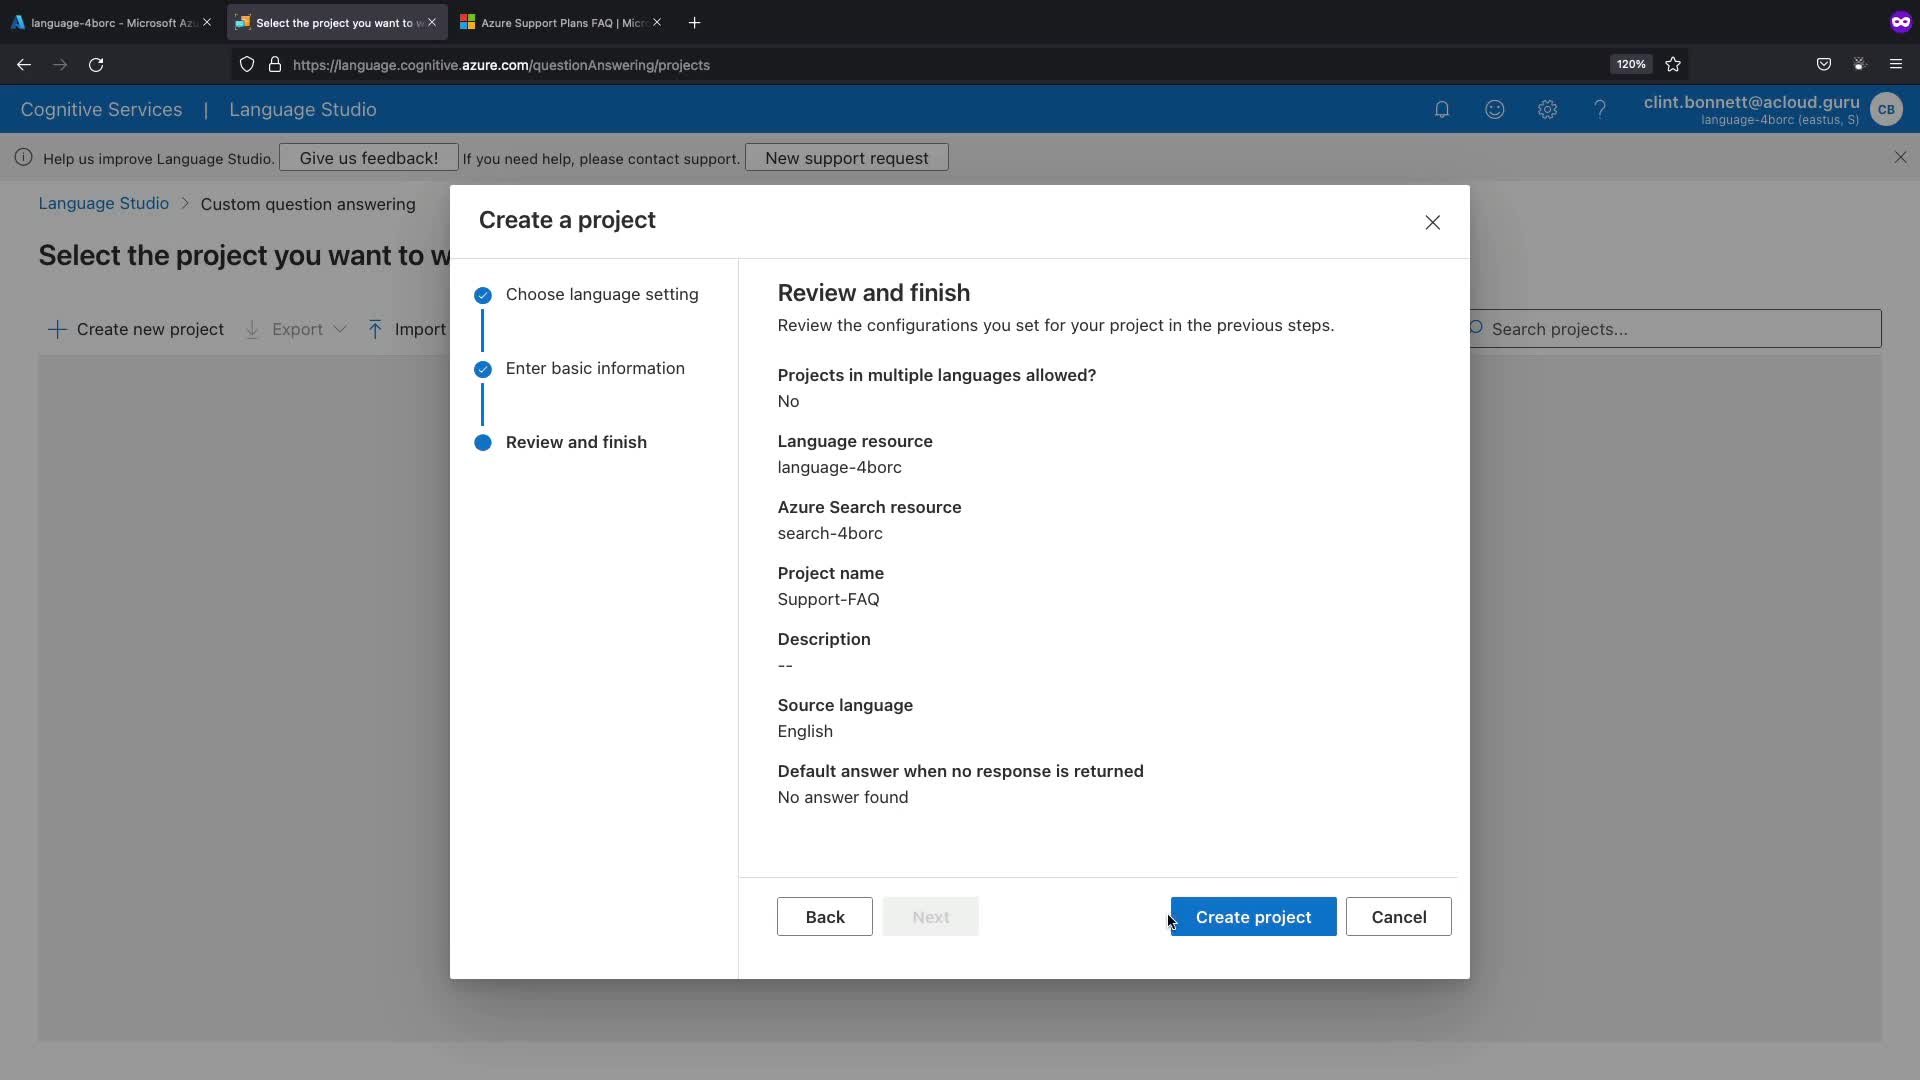 language-4borc - Microsoft Az
Select the project you want to w
Azure Support Plans FAQ | Micr
https://language.cognitive.azure.com/questionAnswering/projects
120%
Cognitive Services | Language Studio
clint.bonnett@acloud.guru
language-4borc (eastus, S)
CB
Help us improve Language Studio. Give us feedback! If you need help, please contact support. New support request
Language Studio > Custom question answering
Select the project you want to w
Create new project Export Import
Search projects...
Create a project
Choose language setting
Enter basic information
Review and finish
Review and finish
Review the configurations you set for your project in the previous steps.
Projects in multiple languages allowed?
No
Language resource
language-4borc
Azure Search resource
search-4borc
Project name
Support-FAQ
Description
--
Source language
English
Default answer when no response is returned
No answer found
Back Next Create project Cancel